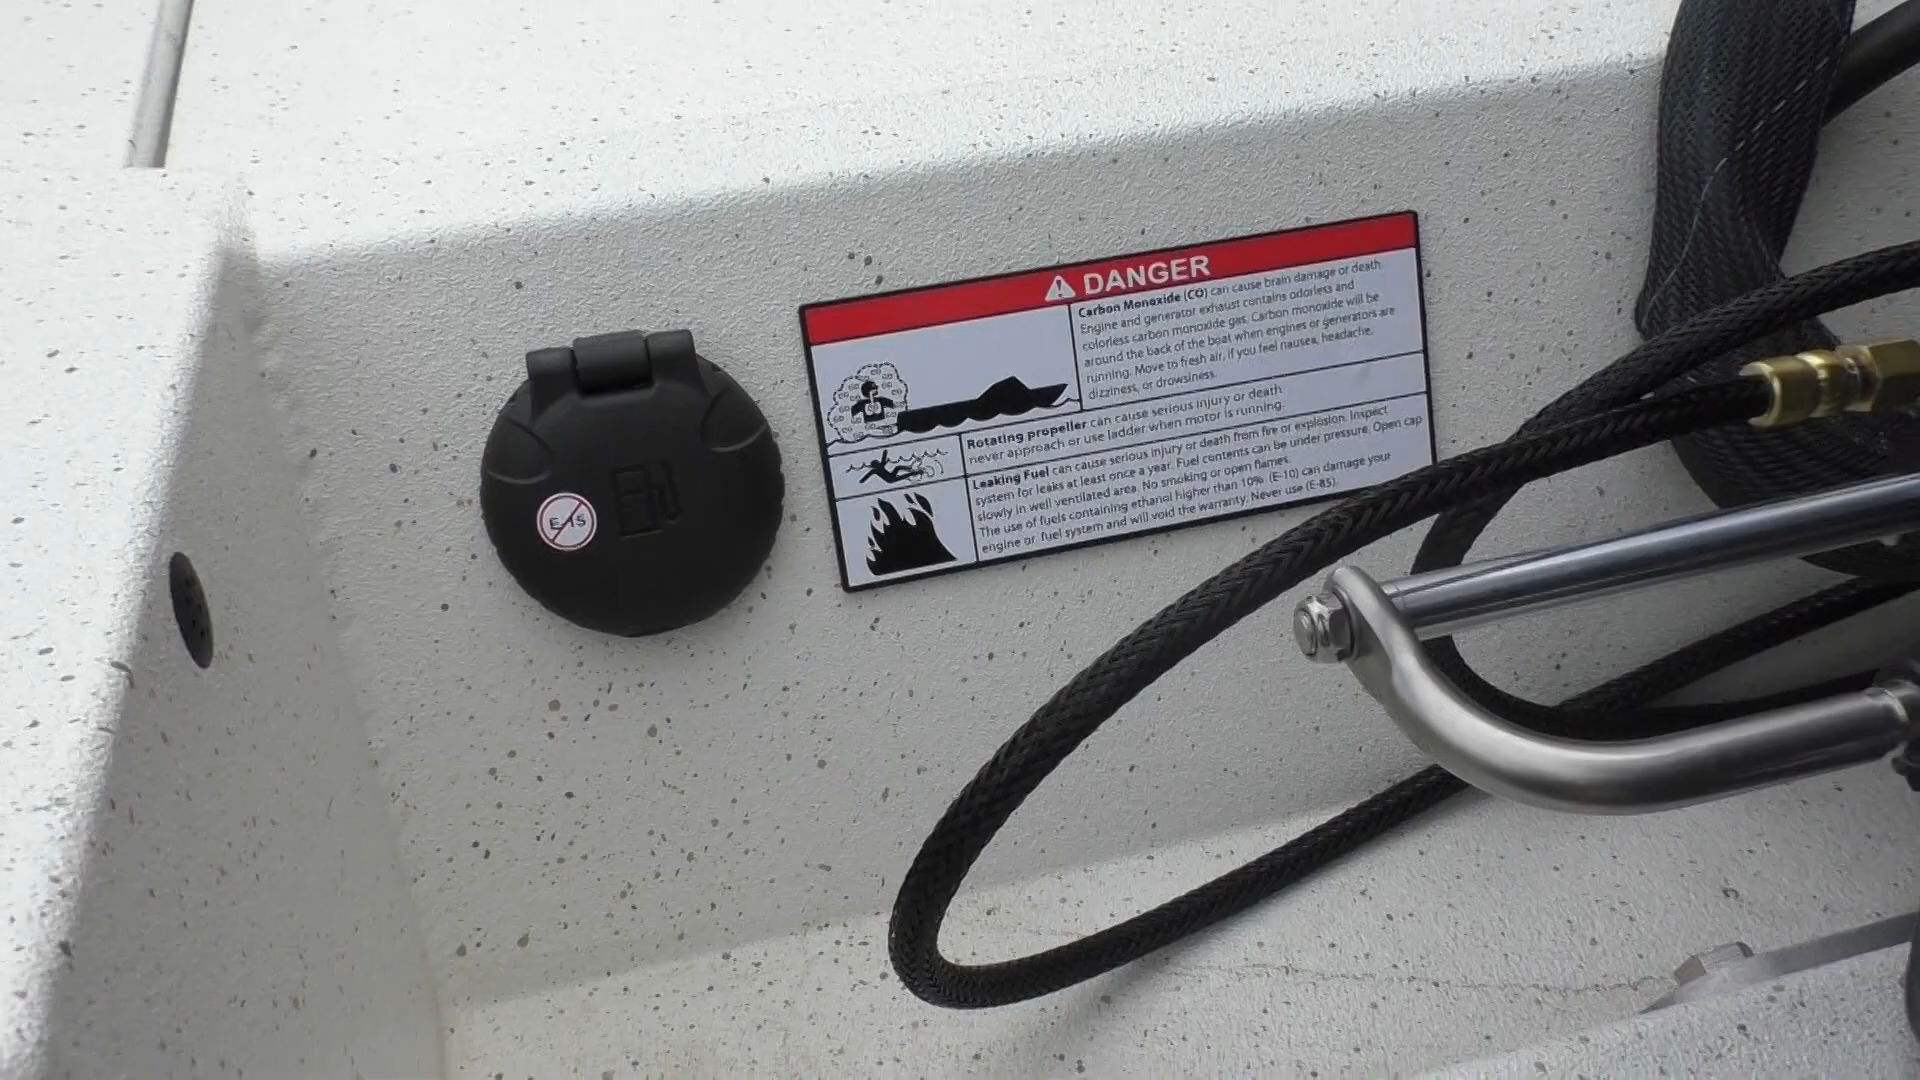 DANGER
Carbon Monoxide (CO) can cause brain damage or death.
Engine and generator exhaust contains odorless and
colorless carbon monoxide gas. Carbon monoxide will be
around the back of the boat when engines or generators are
running. Move to fresh air, if you feel nausea, headache,
dizziness, or drowsiness.
Rotating propeller can cause serious injury or death
never approach or use ladder when motor is running.
Leaking Fuel can cause serious injury or death from fire or explosion. Inspect
system for leaks at least once a year. Fuel contents can be under pressure. Open cap
slowly in well ventilated area. No smoking or open flames.
The use of fuels containing ethanol higher than 10% (E-10) can damage your
engine or fuel system and will void the warranty. Never use (E-85).
E-15